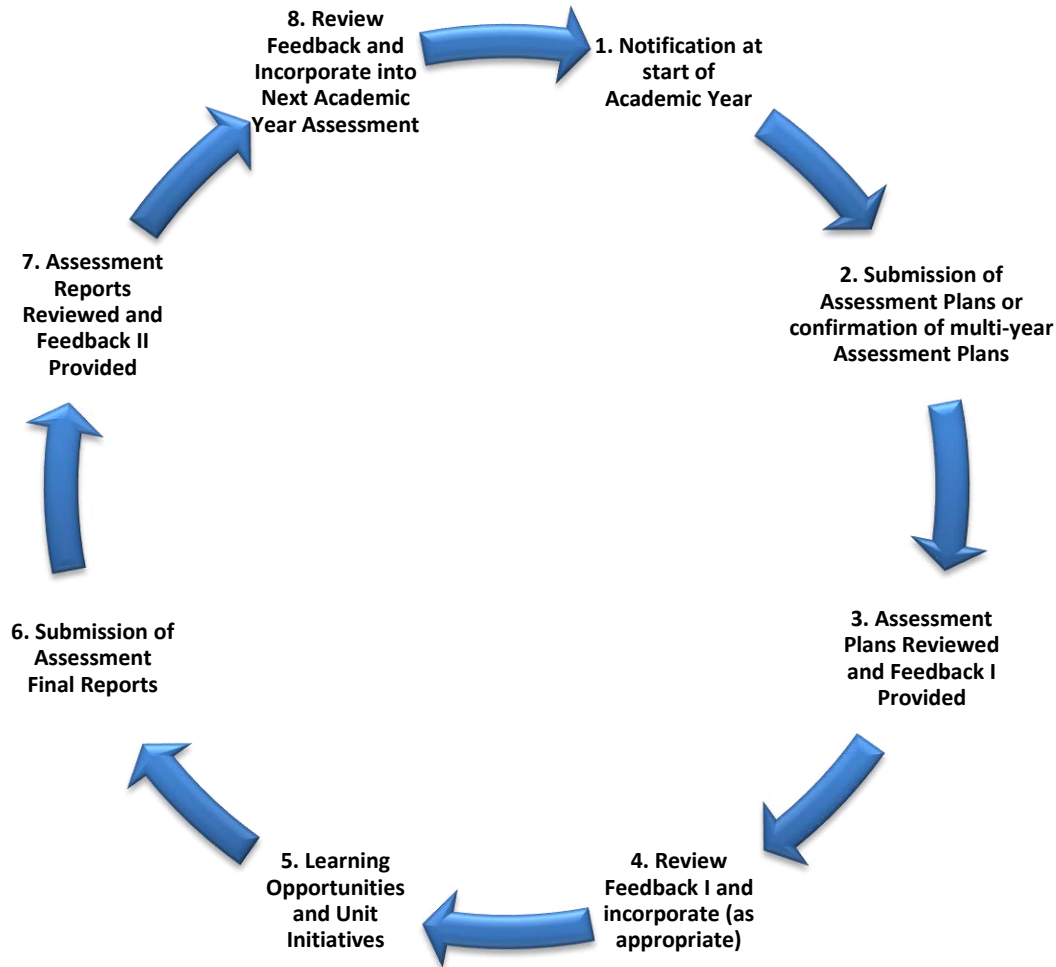 1. Notification at
start of
Academic Year
2. Submission of
Assessment Plans or
confirmation of multi-year
Assessment Plans
3. Assessment
Plans Reviewed
and Feedback I
Provided
4. Review
Feedback I and
incorporate (as
appropriate)
5. Learning
Opportunities
and Unit
Initiatives
6. Submission of
Assessment
Final Reports
7. Assessment
Reports
Reviewed and
Feedback II
Provided
8. Review
Feedback and
Incorporate into
Next Academic
Year Assessment